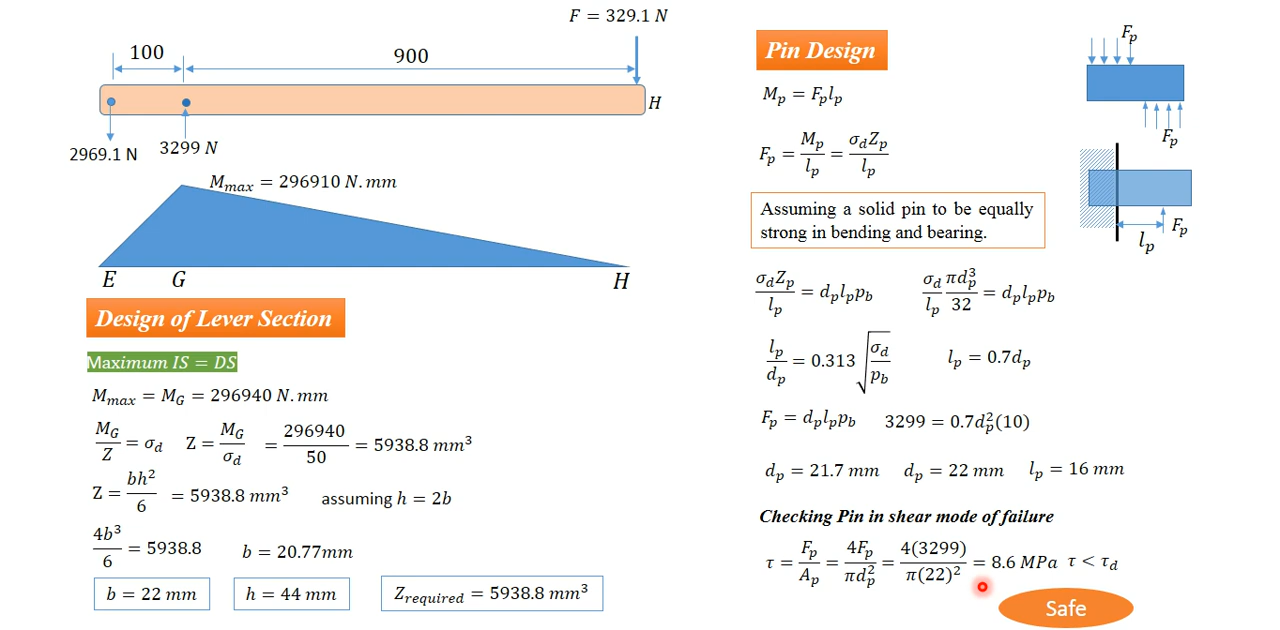 F = 329.1 N
100
900
H
2969.1 N
3299 N
M_max = 296910 N.mm
E G H
Design of Lever Section
Maximum IS = DS
M_max = M_G = 296940 N.mm
M_G/Z = σ_d Z = M_G/σ_d = 296940/50 = 5938.8 mm³
Z = bh²/6 = 5938.8 mm³ assuming h = 2b
4b³/6 = 5938.8 b = 20.77mm
b = 22 mm h = 44 mm Z_required = 5938.8 mm³
Pin Design
M_p = F_p l_p
F_p = M_p/l_p = σ_d Z_p/l_p
Assuming a solid pin to be equally
strong in bending and bearing.
σ_d Z_p/l_p = d_p l_p p_b σ_d/l_p πd_p³/32 = d_p l_p p_b
l_p/d_p = 0.313 √(σ_d/p_b) l_p = 0.7d_p
F_p = d_p l_p p_b 3299 = 0.7d_p²(10)
d_p = 21.7 mm d_p = 22 mm l_p = 16 mm
Checking Pin in shear mode of failure
τ = F_p/A_p = 4F_p/πd_p² = 4(3299)/π(22)² = 8.6 MPa τ < τ_d
Safe
F_p
F_p
F_p
l_p